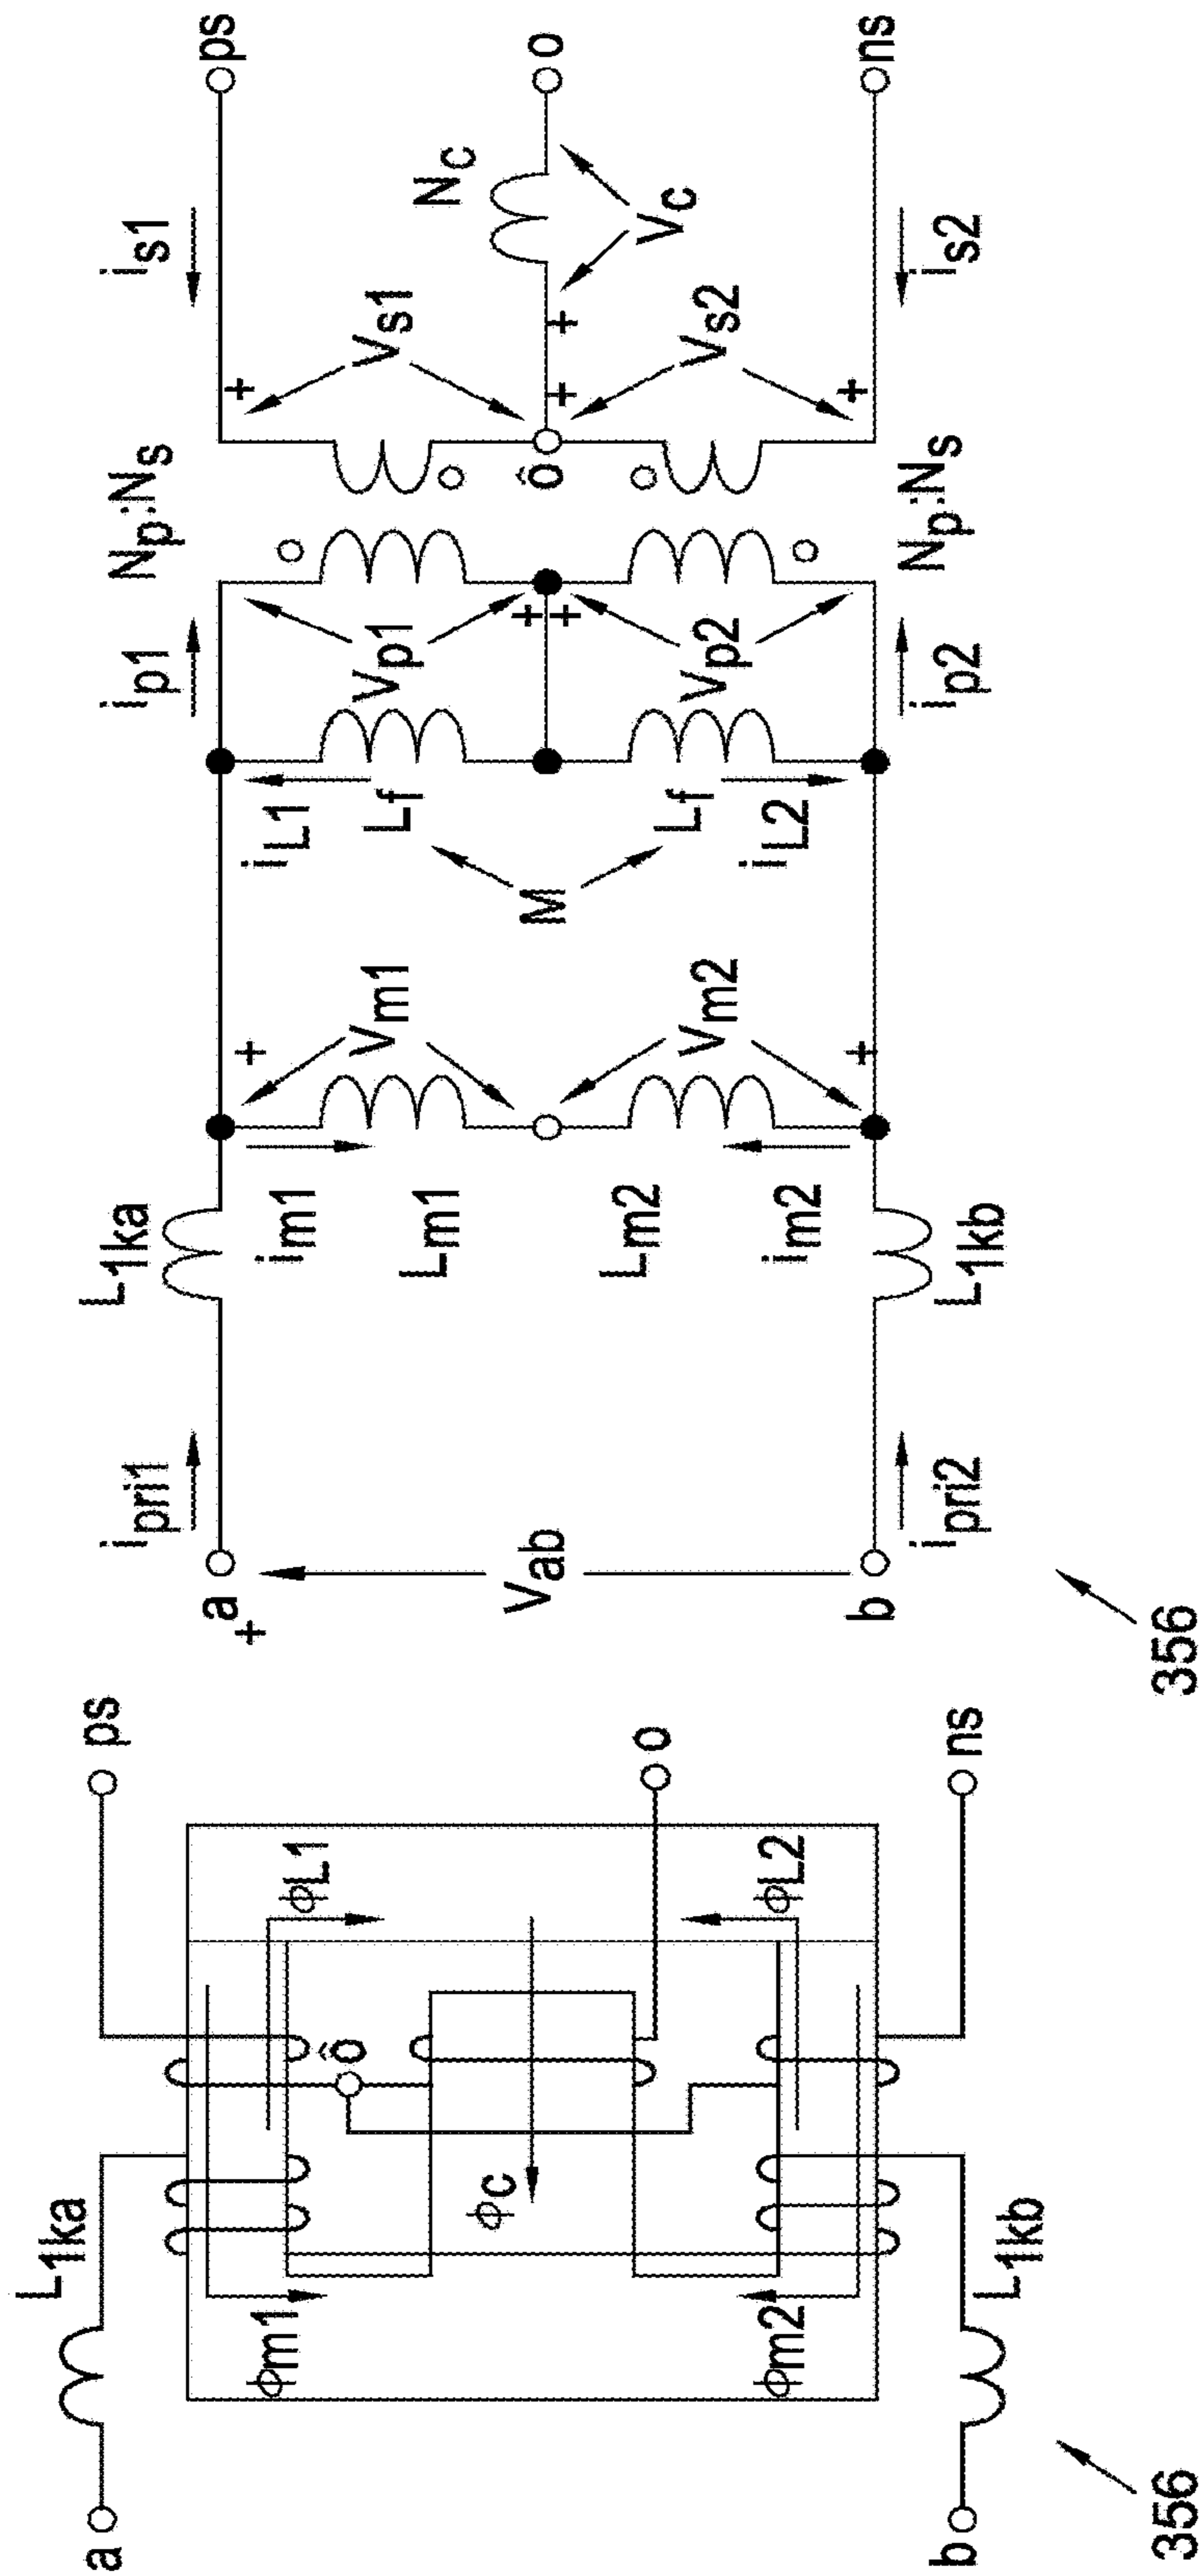 a
L1ka
ps
ϕm1
ϕL1
ô
ϕc
o
ϕm2
ϕL2
b
L1kb
ns
356
a
+
ipri1
L1ka
ip1
Np:Ns
is1
ps
+
+
im1
Vm1
iL1
Vp1
Vs1
Lm1
Lf
Nc
Vab
M
+
+
ô
+
+
Vc
o
Lm2
Lf
im2
Vm2
iL2
Vp2
Vs2
+
+
b
ipri2
L1kb
ip2
Np:Ns
is2
ns
356